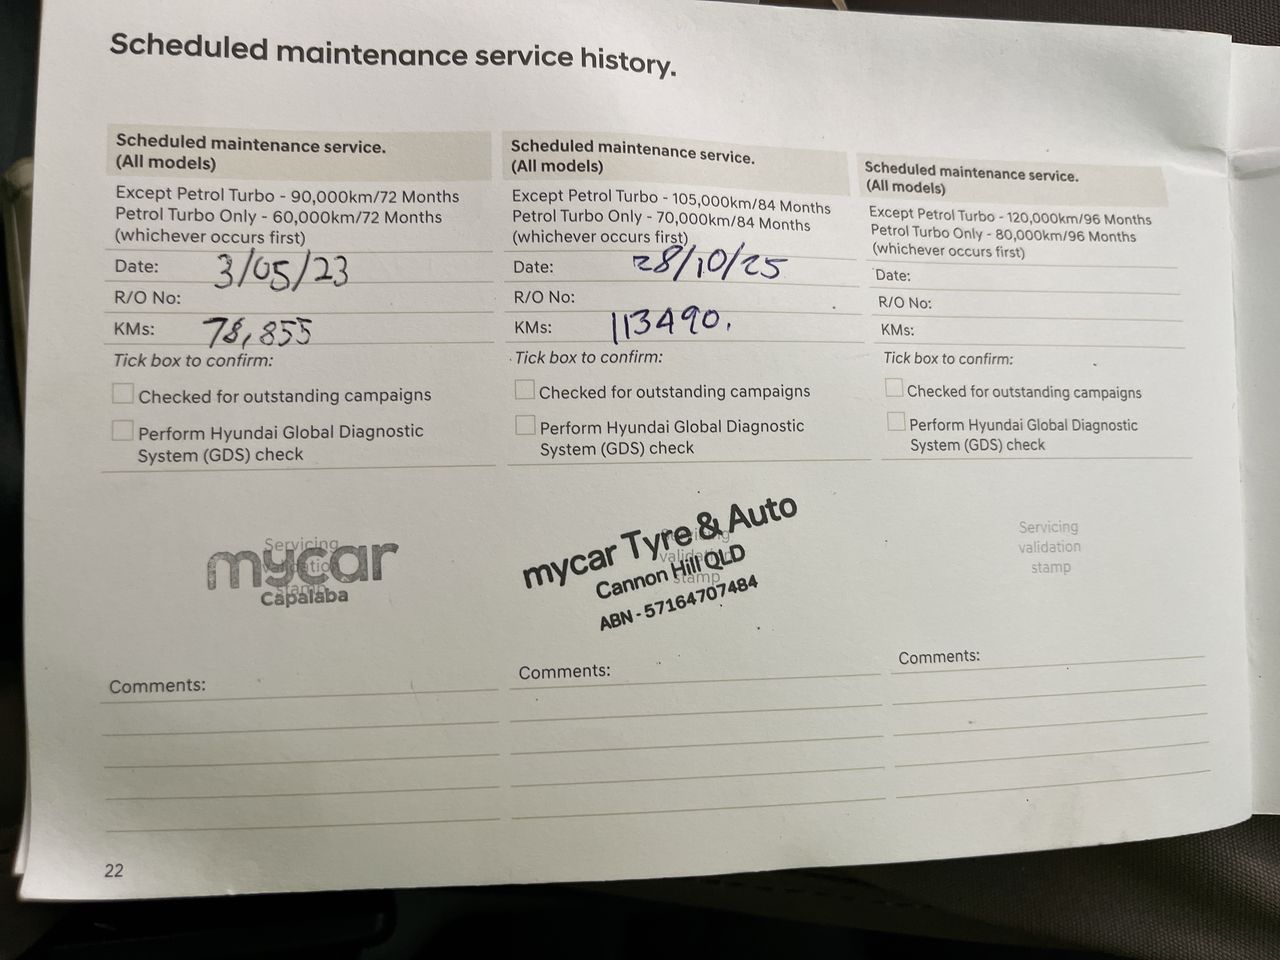 Scheduled maintenance service history.
Scheduled maintenance service.
(All models)
Except Petrol Turbo - 90,000km/72 Months
Petrol Turbo Only - 60,000km/72 Months
(whichever occurs first)
Date: 3/05/23
R/O No:
KMs: 78,855
Tick box to confirm:
Checked for outstanding campaigns
Perform Hyundai Global Diagnostic
System (GDS) check
Servicing
mycar
Capalaba
Comments:
Scheduled maintenance service.
(All models)
Except Petrol Turbo - 105,000km/84 Months
Petrol Turbo Only - 70,000km/84 Months
(whichever occurs first)
Date: 28/10/25
R/O No:
KMs: 113490.
Tick box to confirm:
Checked for outstanding campaigns
Perform Hyundai Global Diagnostic
System (GDS) check
mycar Tyre & Auto
Cannon Hill QLD
stamp
ABN - 57164707484
Comments:
Scheduled maintenance service.
(All models)
Except Petrol Turbo - 120,000km/96 Months
Petrol Turbo Only - 80,000km/96 Months
(whichever occurs first)
Date:
R/O No:
KMs:
Tick box to confirm:
Checked for outstanding campaigns
Perform Hyundai Global Diagnostic
System (GDS) check
Servicing
validation
stamp
Comments:
22